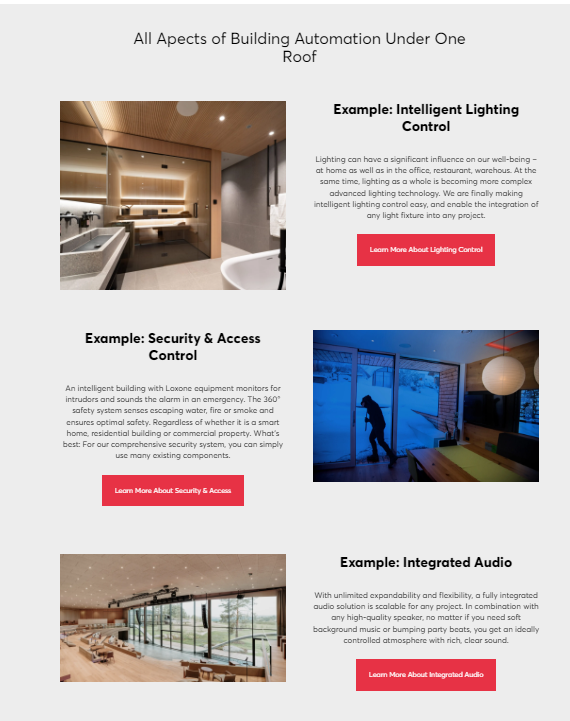 All Apects of Building Automation Under One
Roof
Example: Intelligent Lighting
Control
Lighting can have a significant influence on our well-being –
at home as well as in the office, restaurant, warehous. At the
same time, lighting as a whole is becoming more complex
advanced lighting technology. We are finally making
intelligent lighting control easy, and enable the integration of
any light fixture into any project.
Learn More About Lighting Control
Example: Security & Access
Control
An intelligent building with Loxone equipment monitors for
intruders and sounds the alarm in an emergency. The 360°
safety system senses escaping water, fire or smoke and
ensures optimal safety. Regardless of whether it is a smart
home, residential building or commercial property. What's
best: For our comprehensive security system, you can simply
use many existing components.
Learn More About Security & Access
Example: Integrated Audio
With unlimited expandability and flexibility, a fully integrated
audio solution is scalable for any project. In combination with
any high-quality speaker, no matter if you need soft
background music or bumping party beats, you get an ideally
controlled atmosphere with rich, clear sound.
Learn More About Integrated Audio